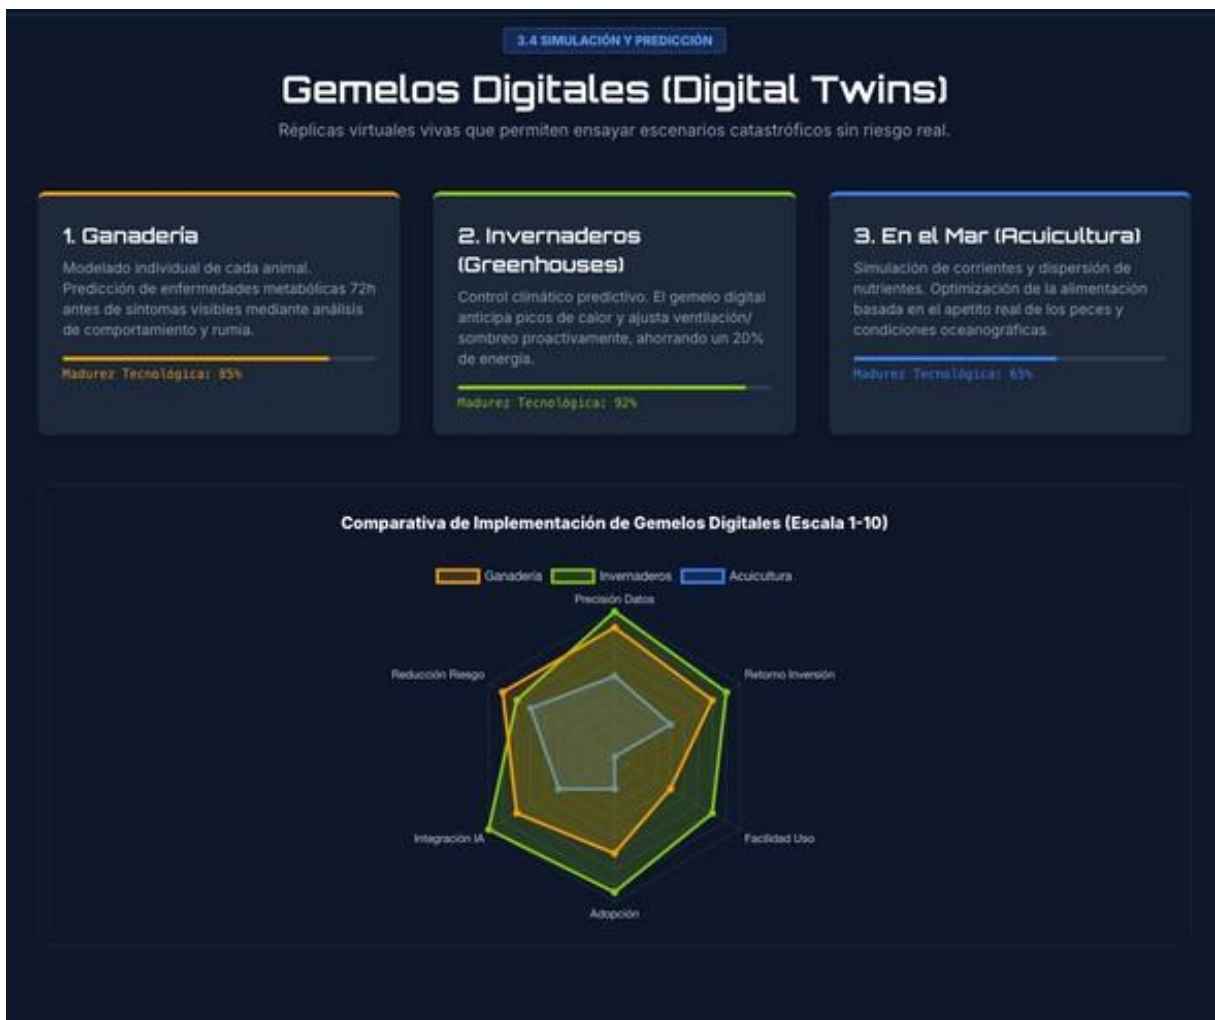 3.4 SIMULACIÓN Y PREDICCIÓN
Gemelos Digitales (Digital Twins)
Réplicas virtuales vivas que permiten ensayar escenarios catastróficos sin riesgo real.
1. Ganadería
Modelado individual de cada animal.
Predicción de enfermedades metabólicas 72h
antes de síntomas visibles mediante análisis
de comportamiento y rumia.
Madurez Tecnológica: 85%
2. Invernaderos
(Greenhouses)
Control climático predictivo. El gemelo digital
anticipa picos de calor y ajusta ventilación/
sombreo proactivamente, ahorrando un 20%
de energía.
Madurez Tecnológica: 92%
3. En el Mar (Acuicultura)
Simulación de corrientes y dispersión de
nutrientes. Optimización de la alimentación
basada en el apetito real de los peces y
condiciones oceanográficas.
Madurez Tecnológica: 65%
Comparativa de Implementación de Gemelos Digitales (Escala 1-10)
Ganadería Invernaderos Acuicultura
Precisión Datos
Reducción Riesgo
Retorno Inversión
Integración IA
Facilidad Uso
Adopción